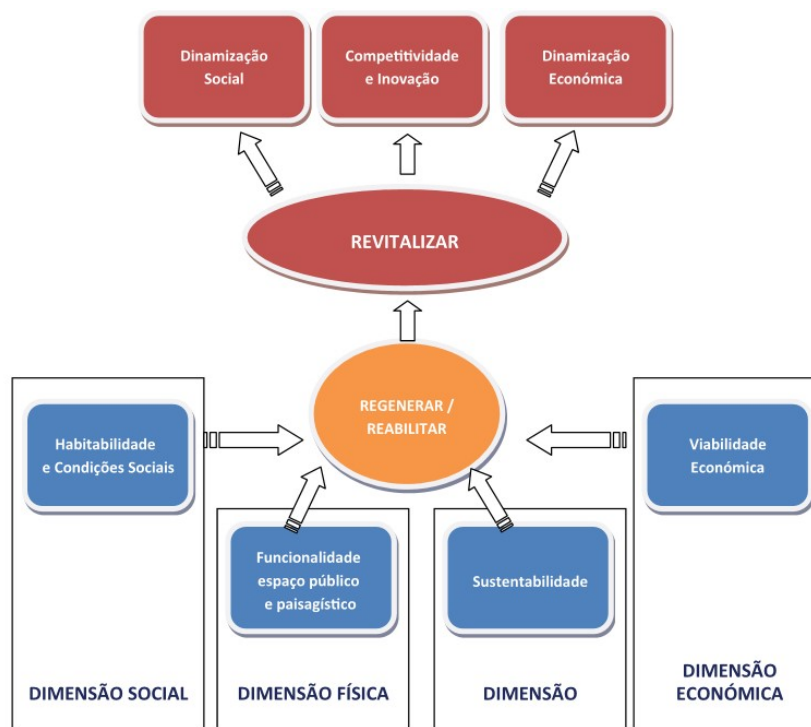 Dinamização
Social
Competitividade
e Inovação
Dinamização
Económica
REVITALIZAR
REGENERAR /
REABILITAR
Habitabilidade
e Condições Sociais
Viabilidade
Económica
Funcionalidade
espaço público
e paisagístico
Sustentabilidade
DIMENSÃO SOCIAL
DIMENSÃO FÍSICA
DIMENSÃO
DIMENSÃO
ECONÓMICA